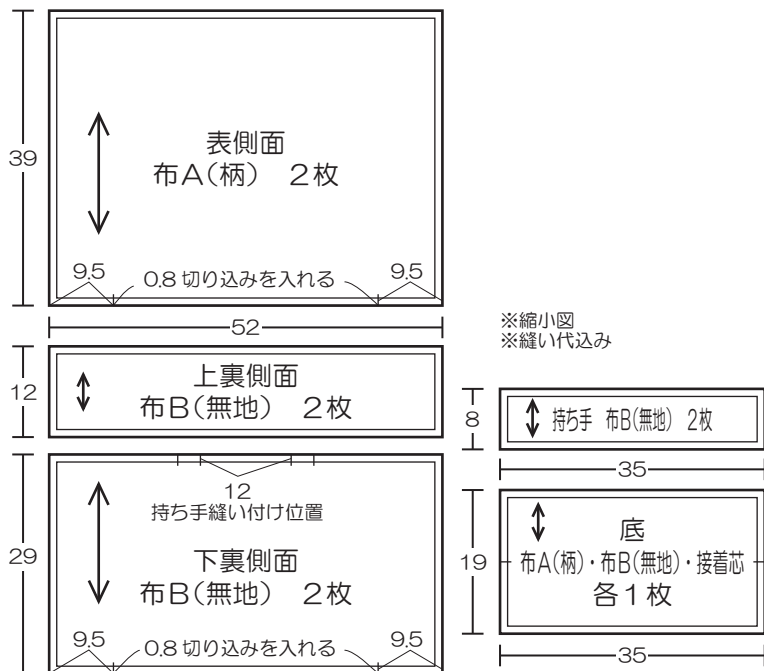 39
表側面
布A(柄) 2枚
9.5
0.8 切り込みを入れる
9.5
52
※縮小図
※縫い代込み
12
上裏側面
布B(無地) 2枚
8
持ち手 布B(無地) 2枚
35
29
12
持ち手縫い付け位置
下裏側面
布B(無地) 2枚
9.5
0.8 切り込みを入れる
9.5
19
底
布A(柄)・布B(無地)・接着芯
各1枚
35